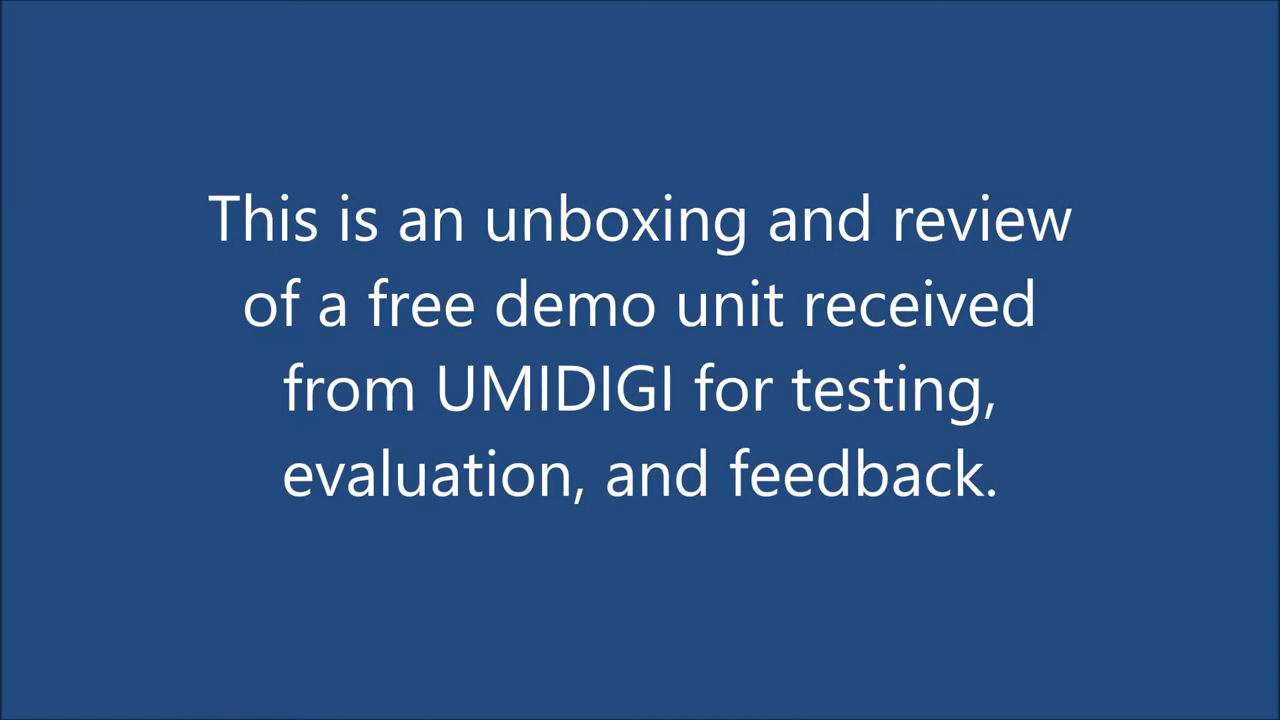 This is an unboxing and review
of a free demo unit received
from UMIDIGI for testing,
evaluation, and feedback.